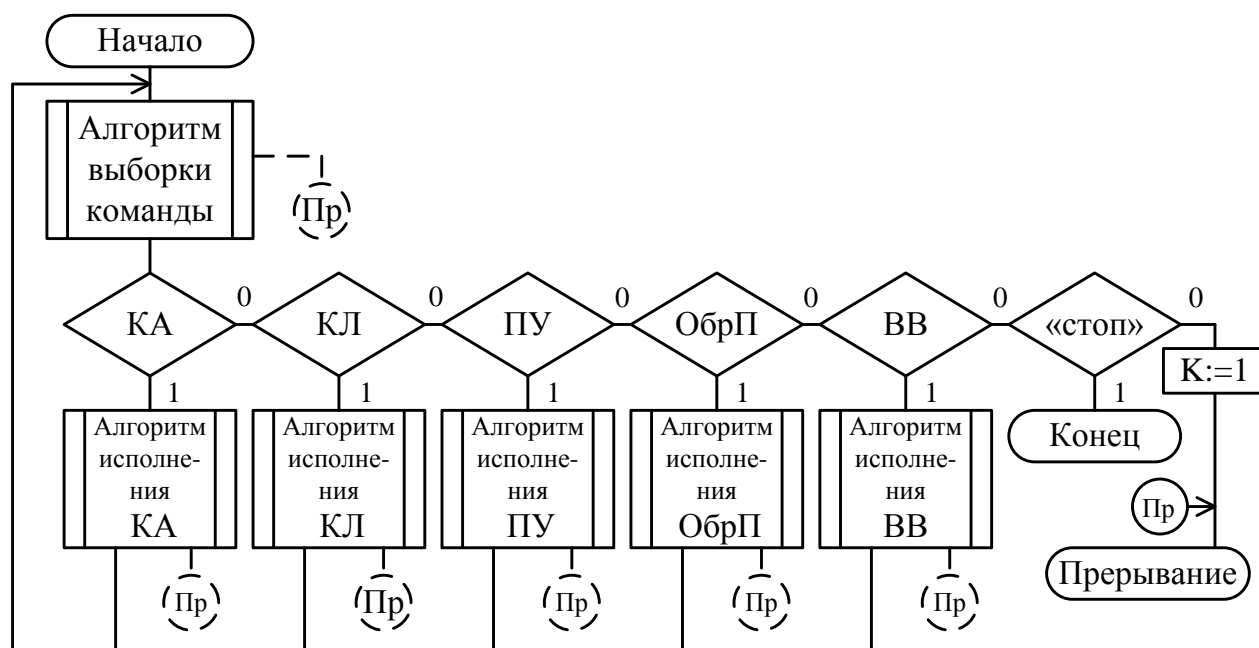 Начало
Алгоритм
выборки
команды
Пр
КА
0
КЛ
0
ПУ
0
ОбрП
0
ВВ
0
«стоп»
0
1
1
1
1
1
1
K:=1
Алгоритм
исполне-
ния
КА
Алгоритм
исполне-
ния
КЛ
Алгоритм
исполне-
ния
ПУ
Алгоритм
исполне-
ния
ОбрП
Алгоритм
исполне-
ния
ВВ
Конец
Пр
Прерывание
Пр
Пр
Пр
Пр
Пр